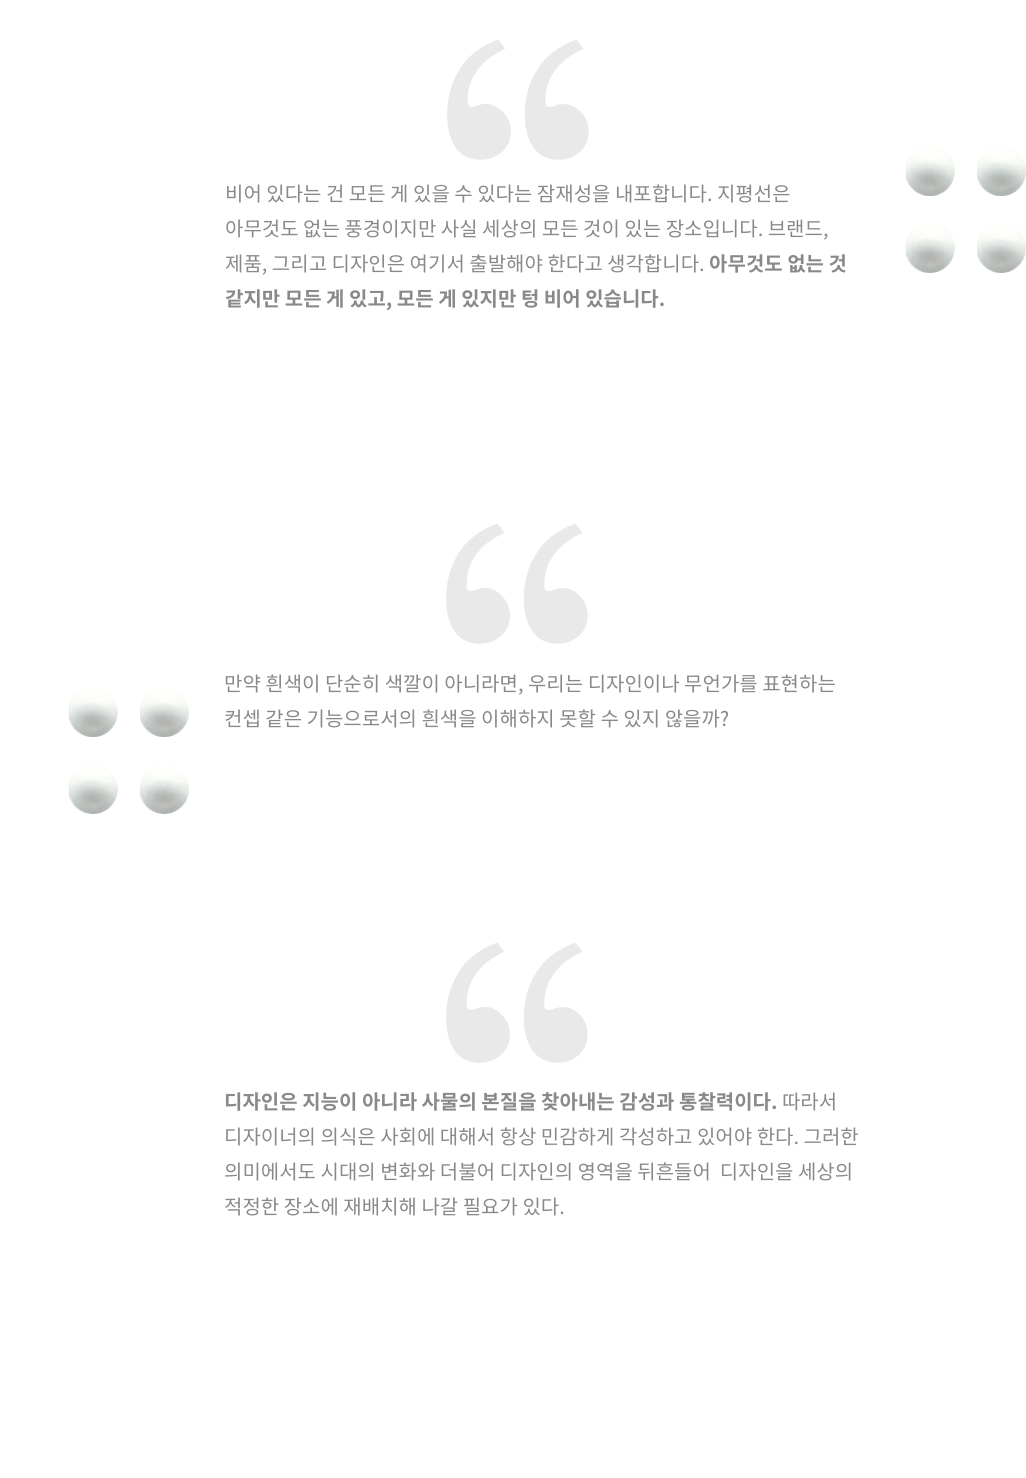 “
비어 있다는 건 모든 게 있을 수 있다는 잠재성을 내포합니다. 지평선은
아무것도 없는 풍경이지만 사실 세상의 모든 것이 있는 장소입니다. 브랜드,
제품, 그리고 디자인은 여기서 출발해야 한다고 생각합니다. 아무것도 없는 것
같지만 모든 게 있고, 모든 게 있지만 텅 비어 있습니다.
“
만약 흰색이 단순히 색깔이 아니라면, 우리는 디자인이나 무언가를 표현하는
컨셉 같은 기능으로서의 흰색을 이해하지 못할 수 있지 않을까?
“
디자인은 지능이 아니라 사물의 본질을 찾아내는 감성과 통찰력이다. 따라서
디자이너의 의식은 사회에 대해서 항상 민감하게 각성하고 있어야 한다. 그러한
의미에서도 시대의 변화와 더불어 디자인의 영역을 뒤흔들어 디자인을 세상의
적정한 장소에 재배치해 나갈 필요가 있다.